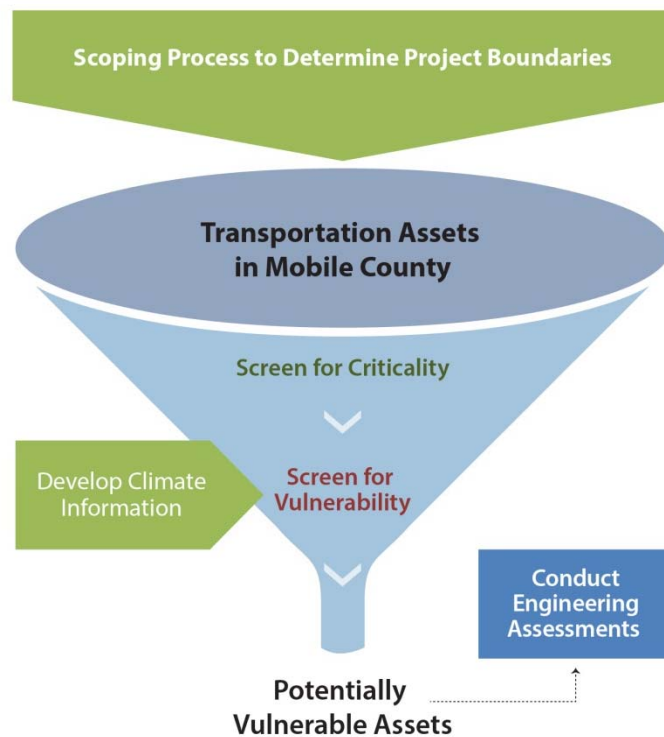 Scoping Process to Determine Project Boundaries
Transportation Assets
in Mobile County
Screen for Criticality
Develop Climate
Information
Screen for
Vulnerability
Conduct
Engineering
Assessments
Potentially
Vulnerable Assets